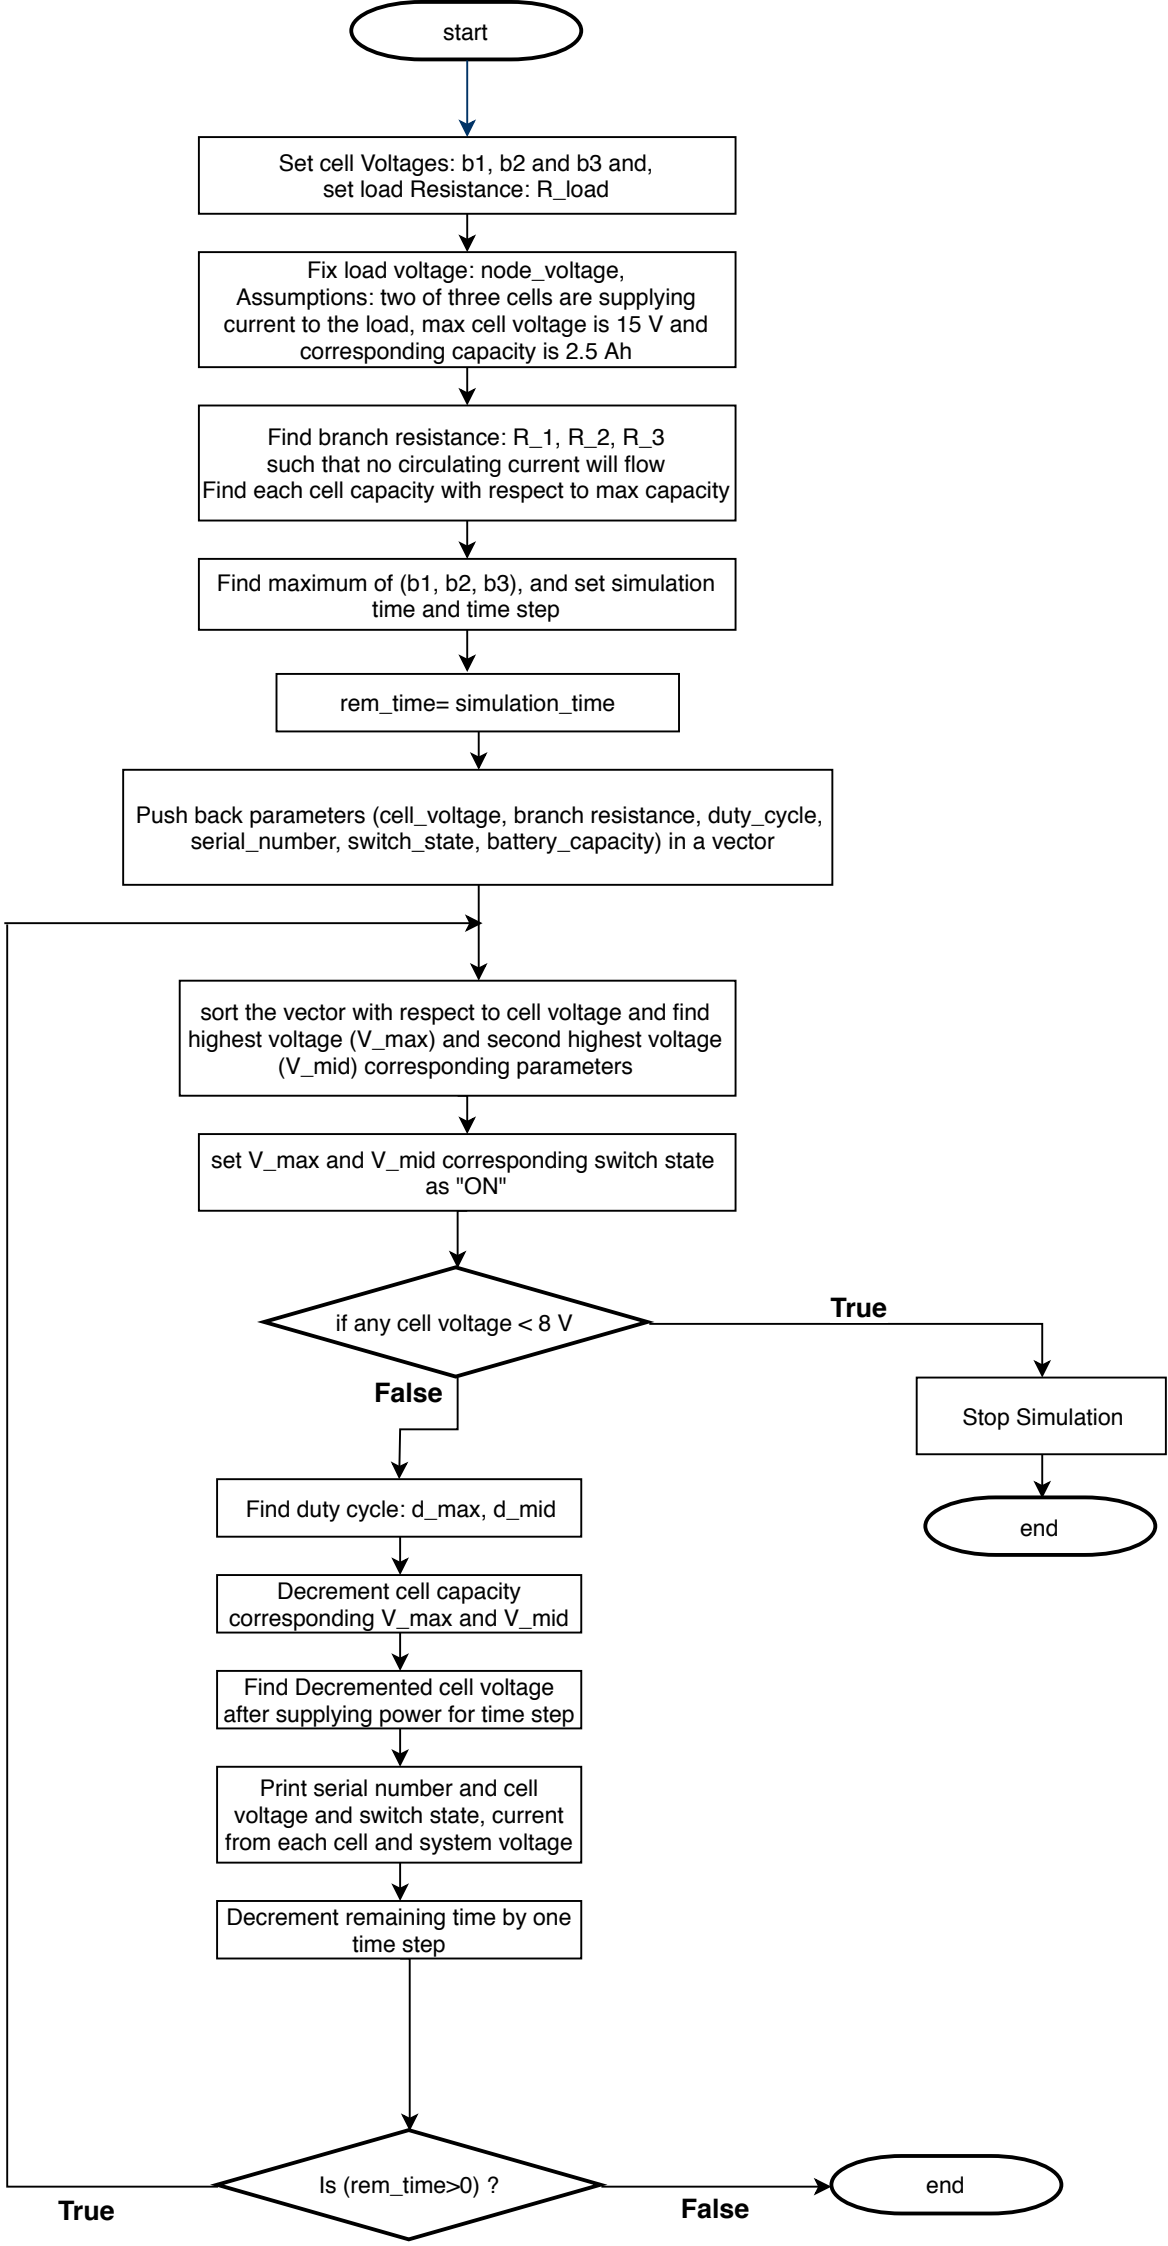 start
Set cell Voltages: b1, b2 and b3 and,
set load Resistance: R_load
Fix load voltage: node_voltage,
Assumptions: two of three cells are supplying
current to the load, max cell voltage is 15 V and
corresponding capacity is 2.5 Ah
Find branch resistance: R_1, R_2, R_3
such that no circulating current will flow
Find each cell capacity with respect to max capacity
Find maximum of (b1, b2, b3), and set simulation
time and time step
rem_time= simulation_time
Push back parameters (cell_voltage, branch resistance, duty_cycle,
serial_number, switch_state, battery_capacity) in a vector
sort the vector with respect to cell voltage and find
highest voltage (V_max) and second highest voltage
(V_mid) corresponding parameters
set V_max and V_mid corresponding switch state
as "ON"
if any cell voltage < 8 V
True
False
Stop Simulation
end
Find duty cycle: d_max, d_mid
Decrement cell capacity
corresponding V_max and V_mid
Find Decremented cell voltage
after supplying power for time step
Print serial number and cell
voltage and switch state, current
from each cell and system voltage
Decrement remaining time by one
time step
Is (rem_time>0) ?
True
False
end